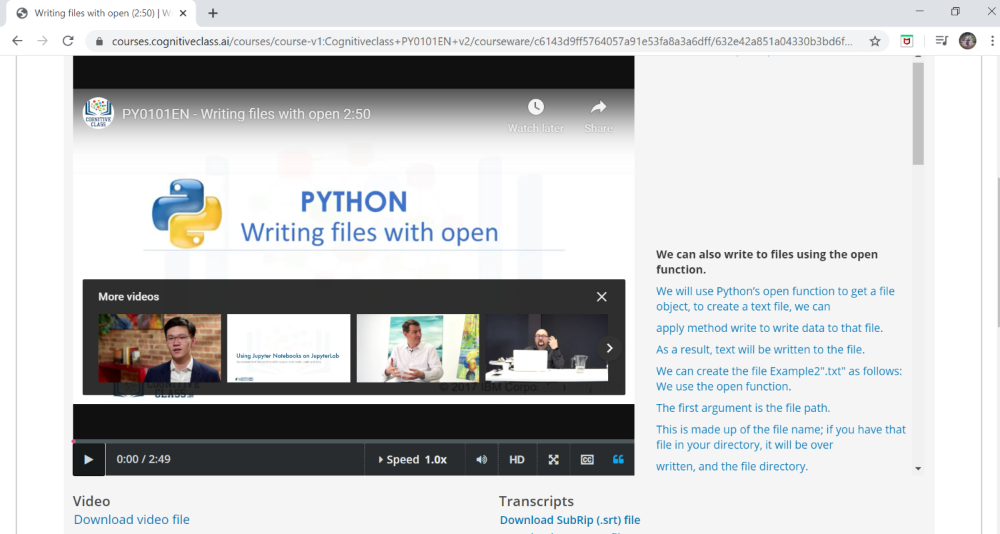 Writing files with open (2:50) | W
courses.cognitiveclass.ai/courses/course-v1:Cognitiveclass+PY0101EN+v2/courseware/c6143d9ff5764057a91e53fa8a3a6dff/632e42a851a04330b3bd6f...
COGNITIVE
CLASS
PY0101EN - Writing files with open 2:50
Watch later
Share
PYTHON
Writing files with open
More videos
Using Jupyter Notebooks on JupyterLab
COGNITIVE
CLASS.ai
© 2017 IBM Corpo.
0:00 / 2:49
Speed 1.0x
HD
CC
We can also write to files using the open
function.
We will use Python’s open function to get a file
object, to create a text file, we can
apply method write to write data to that file.
As a result, text will be written to the file.
We can create the file Example2".txt" as follows:
We use the open function.
The first argument is the file path.
This is made up of the file name; if you have that
file in your directory, it will be over
written, and the file directory.
Video
Download video file
Transcripts
Download SubRip (.srt) file